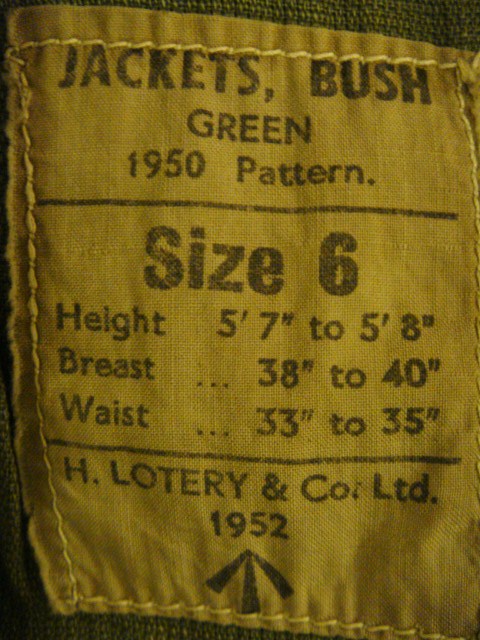 JACKETS, BUSH
GREEN
1950 Pattern.
Size 6
Height 5' 7" to 5' 8"
Breast ... 38" to 40"
Waist ... 33" to 35"
H. LOTERY & Co. Ltd.
1952